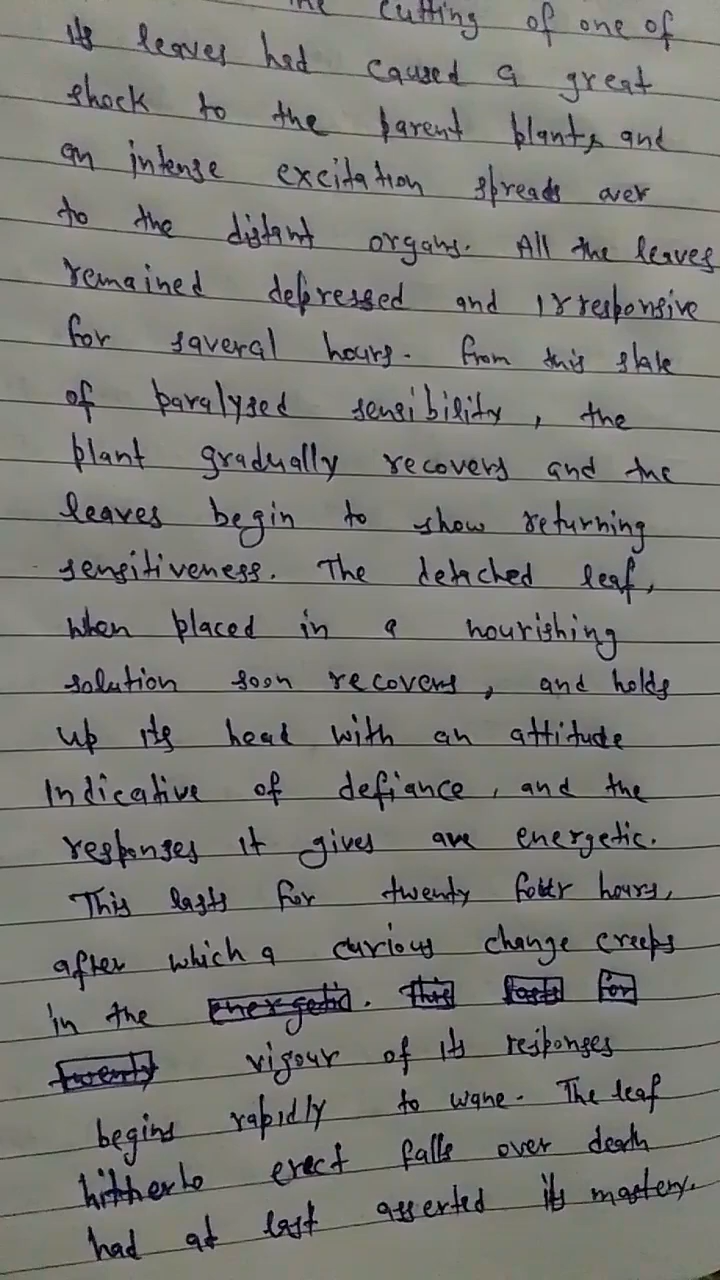 the cutting of one of
its leaves had caused a great
shock to the parent plants, and
an intense excitation spreads over
to the distant organs. All the leaves
remained depressed and irresponsive
for saveral hours. From this state
of paralysed sensibility, the
plant gradually recovers and the
leaves begin to show returning
sensitiveness. The detached leaf,
when placed in a nourishing
solution soon recovers, and holds
up its head with an attitude
Indicative of defiance, and the
responses it gives are energetic.
This lasts for twenty four hours,
after which a curious change creeps
in the energetic. This lasts for
twenty vigour of its responses
begins rapidly to wane. The leaf
hitherto erect falls over death
had at last asserted its mastery.